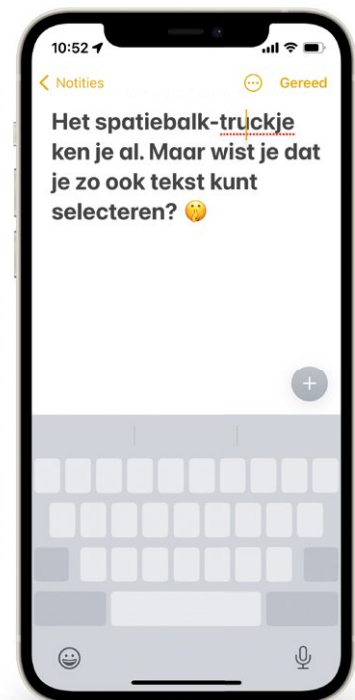 10:52
Notities
Gereed
Het spatiebalk-truckje
ken je al. Maar wist je dat
je zo ook tekst kunt
selecteren? 🤫